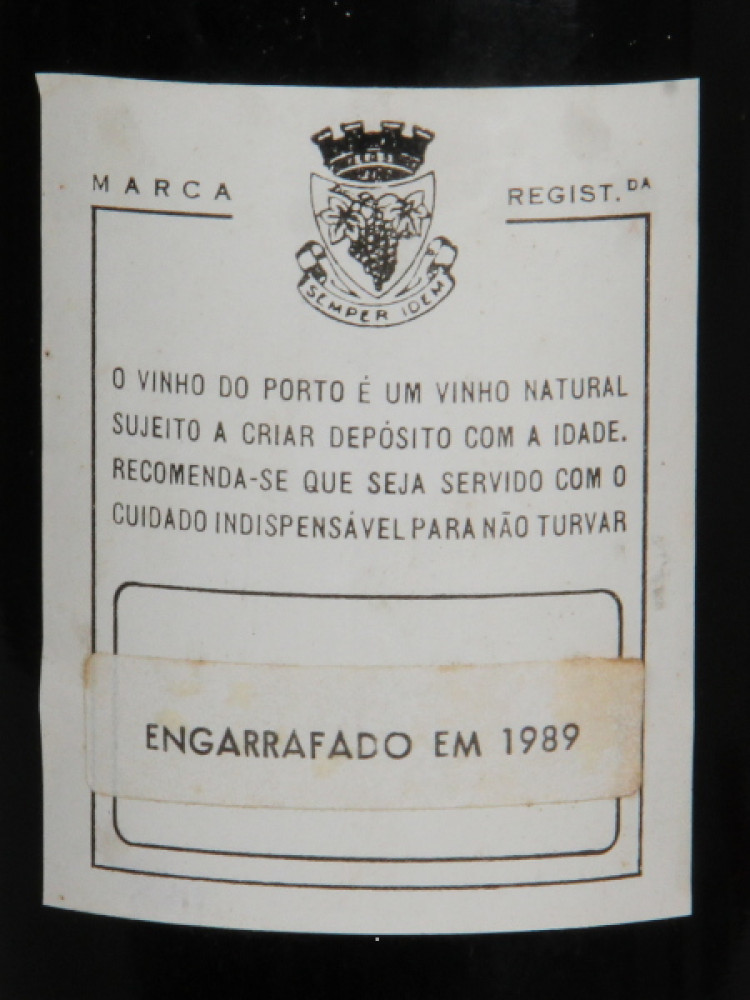 MARCA
REGIST.DA
SEMPER IDEM
O VINHO DO PORTO É UM VINHO NATURAL
SUJEITO A CRIAR DEPÓSITO COM A IDADE.
RECOMENDA-SE QUE SEJA SERVIDO COM O
CUIDADO INDISPENSÁVEL PARA NÃO TURVAR
ENGARRAFADO EM 1989